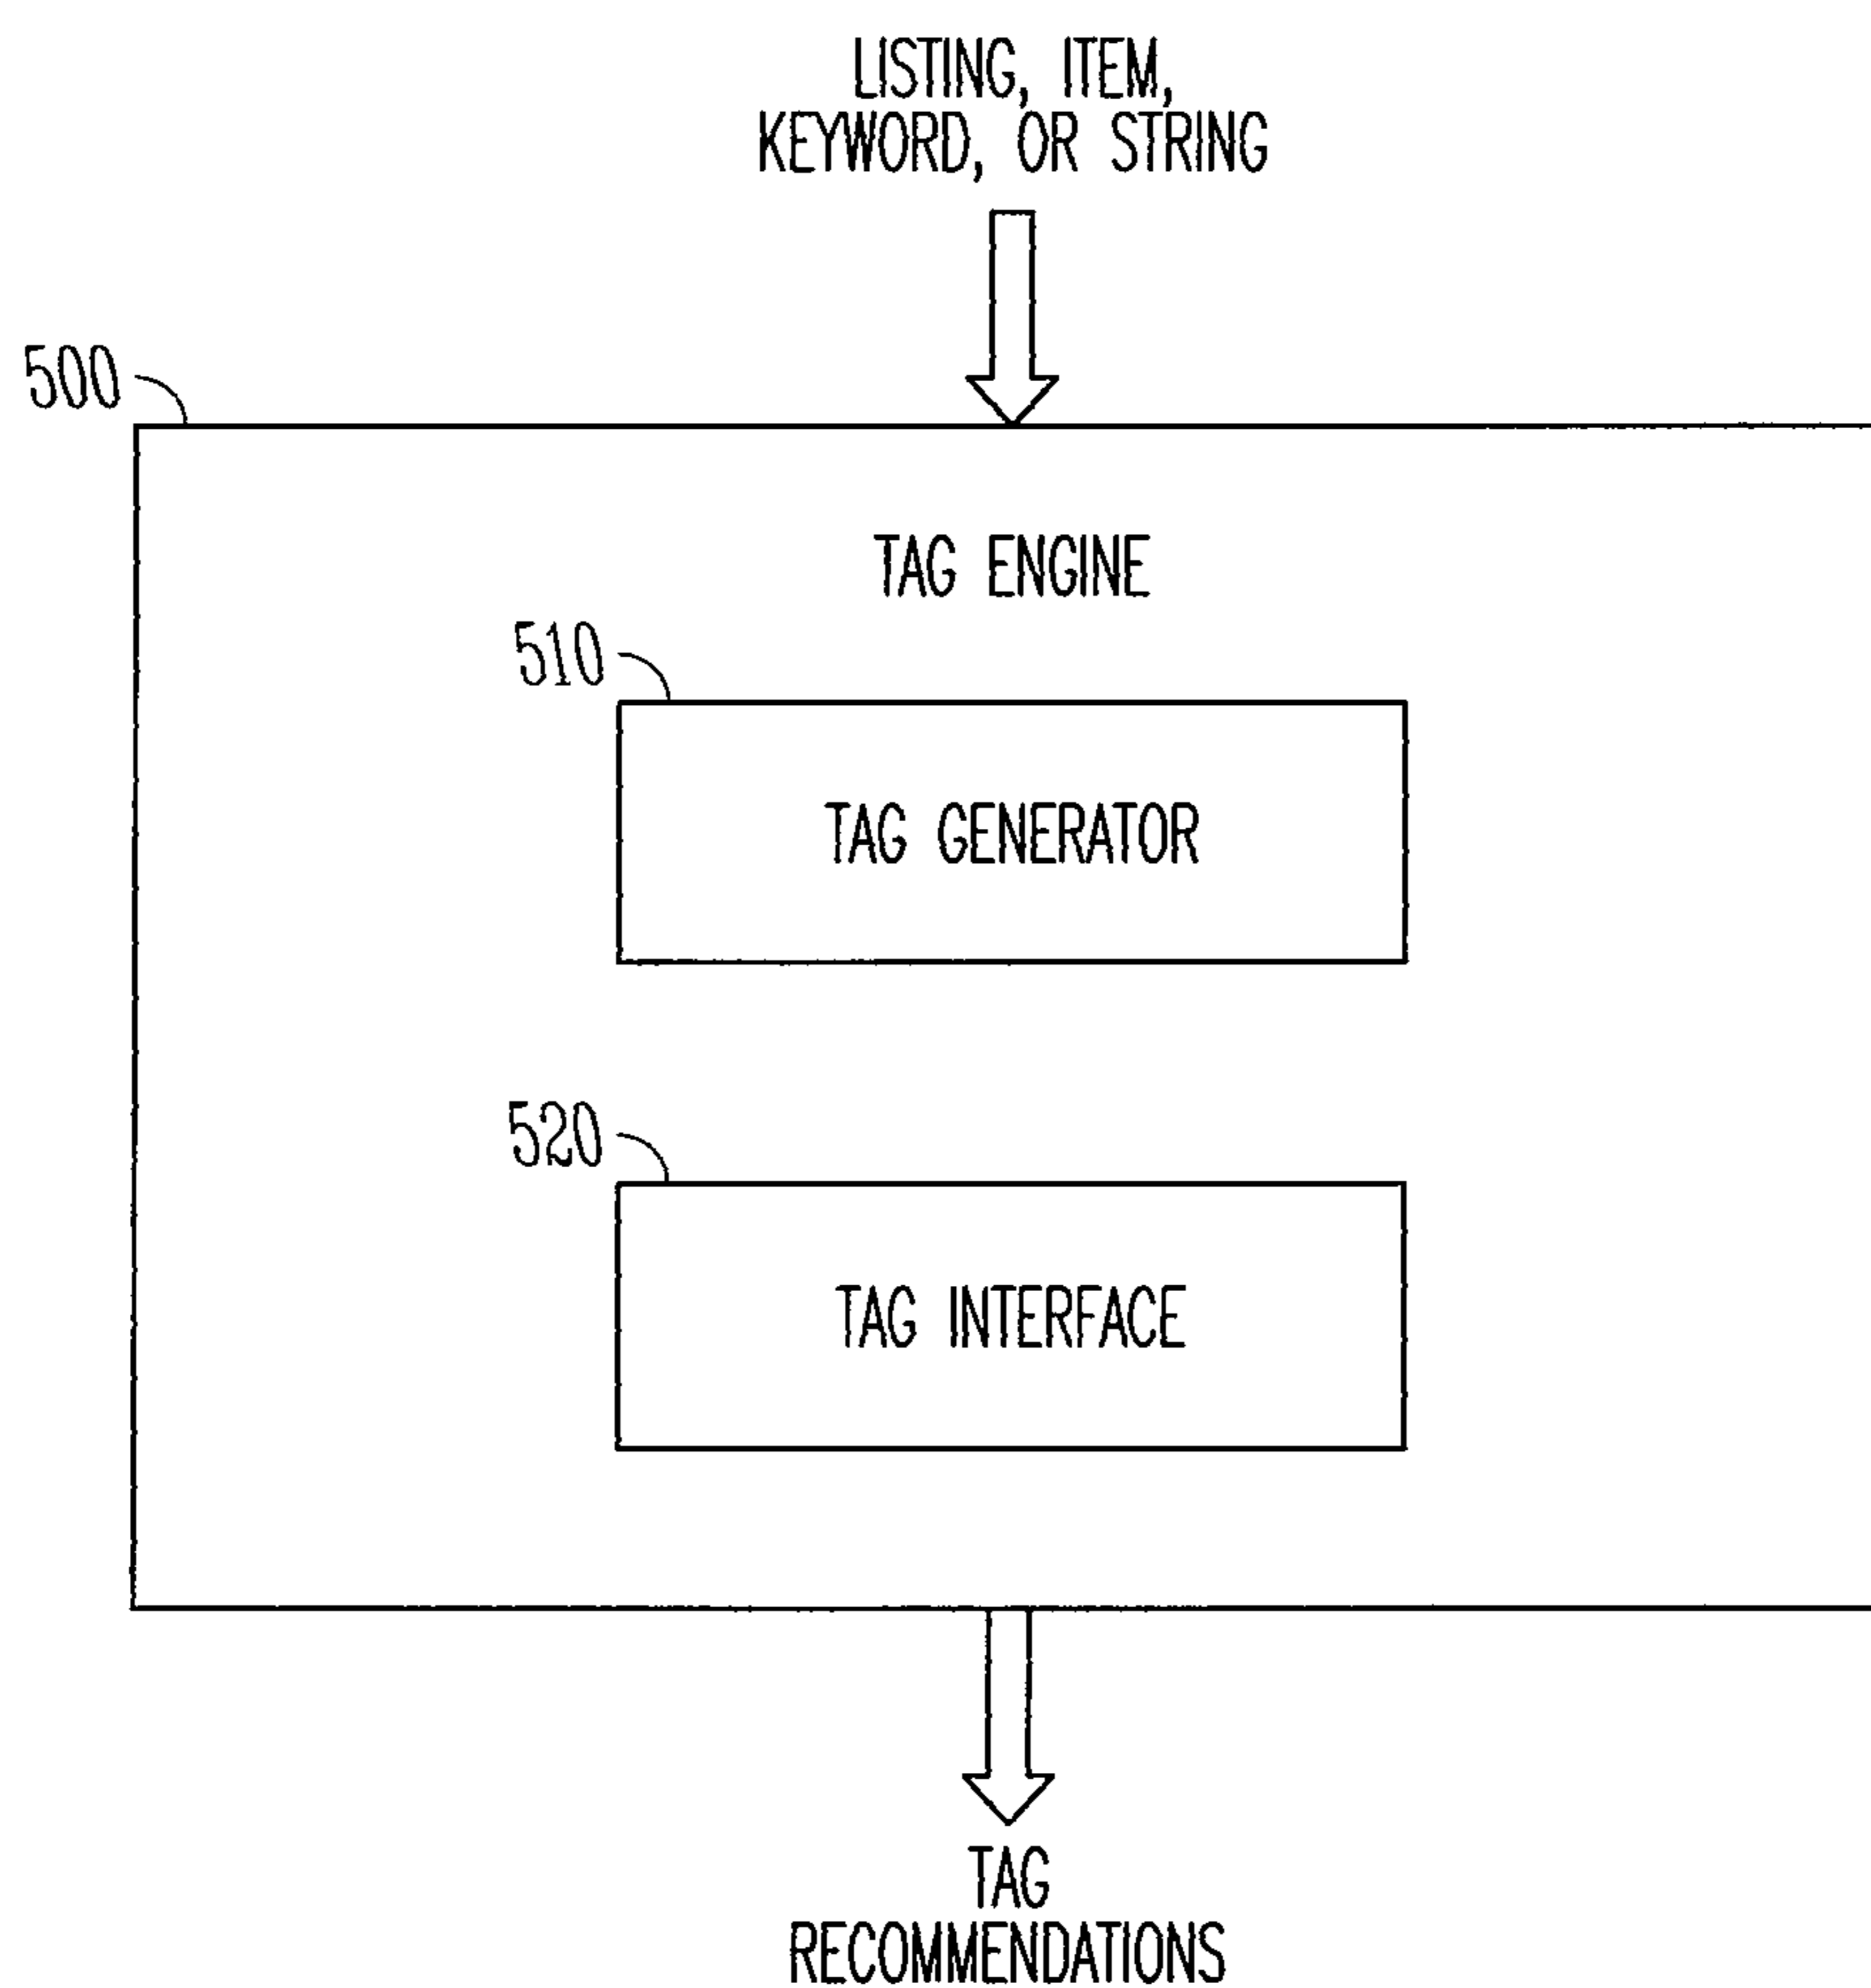 LISTING, ITEM,
KEYWORD, OR STRING
500
TAG ENGINE
510
TAG GENERATOR
520
TAG INTERFACE
TAG
RECOMMENDATIONS